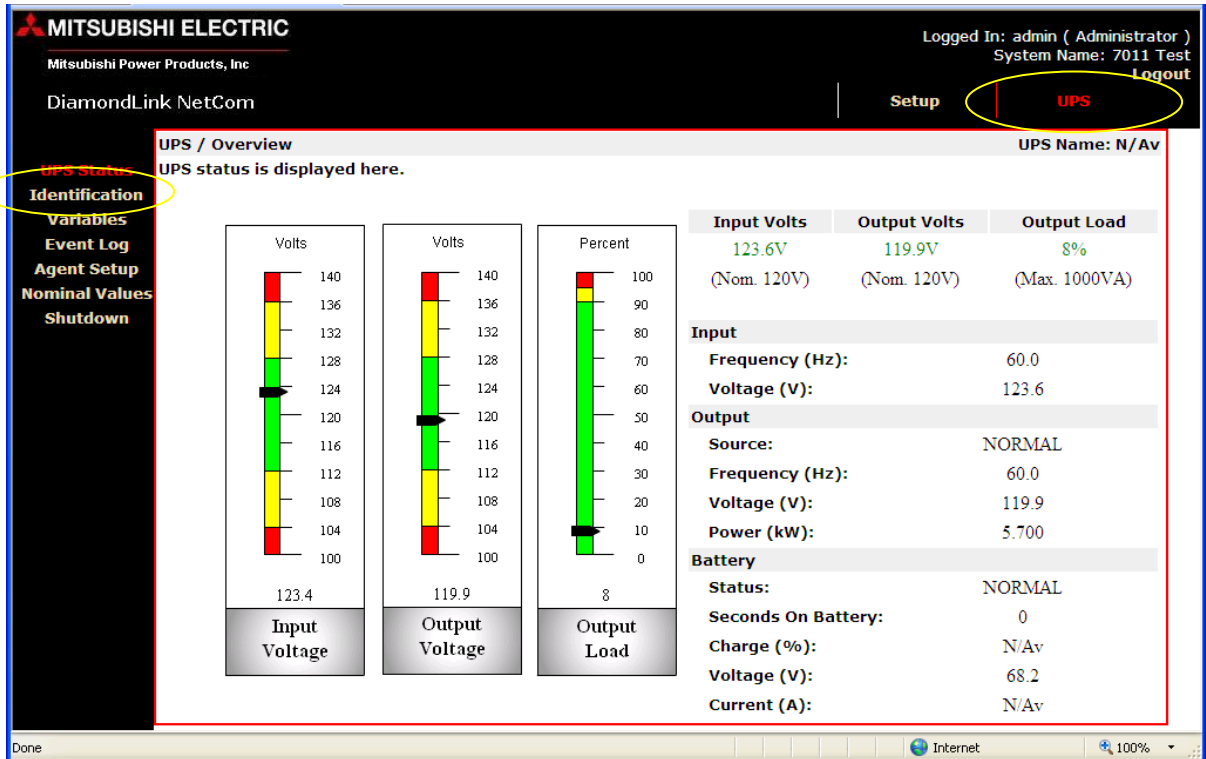 MITSUBISHI ELECTRIC
Mitsubishi Power Products, Inc
DiamondLink NetCom
Logged In: admin ( Administrator )
System Name: 7011 Test
Logout
Setup
UPS
UPS Status
Identification
Variables
Event Log
Agent Setup
Nominal Values
Shutdown
UPS / Overview
UPS Name: N/Av
UPS status is displayed here.
Volts
140
136
132
128
124
120
116
112
108
104
100
123.4
Input
Voltage
Volts
140
136
132
128
124
120
116
112
108
104
100
119.9
Output
Voltage
Percent
100
90
80
70
60
50
40
30
20
10
0
8
Output
Load
Input Volts Output Volts Output Load
123.6V 119.9V 8%
(Nom. 120V) (Nom. 120V) (Max. 1000VA)
Input
Frequency (Hz): 60.0
Voltage (V): 123.6
Output
Source: NORMAL
Frequency (Hz): 60.0
Voltage (V): 119.9
Power (kW): 5.700
Battery
Status: NORMAL
Seconds On Battery: 0
Charge (%): N/Av
Voltage (V): 68.2
Current (A): N/Av
Done
Internet
100%